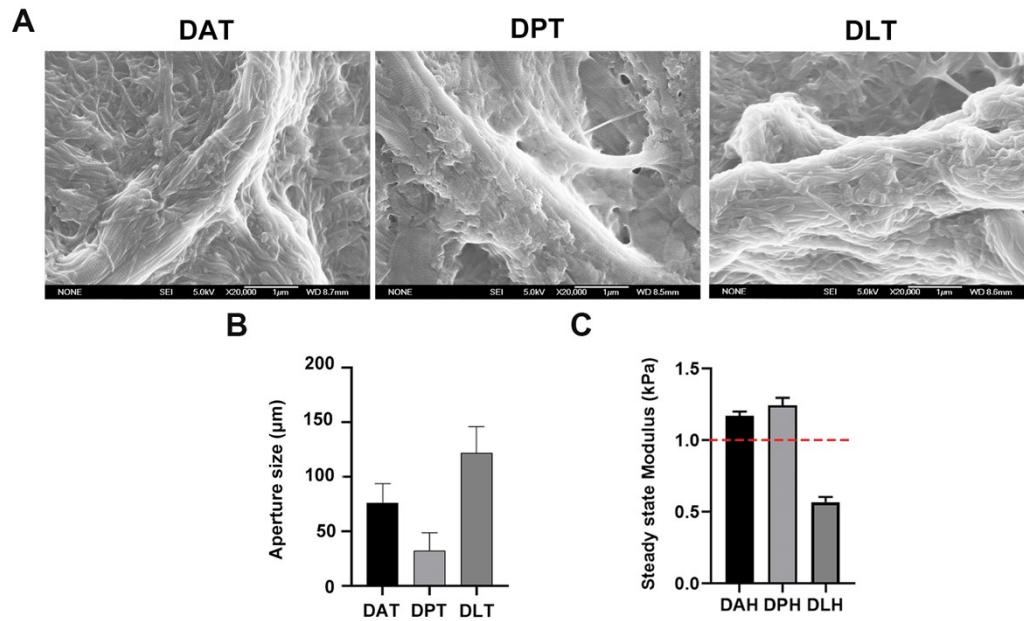 A
DAT
DPT
DLT
NONE SEI 5.0kV X20,000 1μm WD 8.7mm
NONE SEI 5.0kV X20,000 1μm WD 8.5mm
NONE SEI 5.0kV X20,000 1μm WD 8.6mm
B
Aperture size (μm)
200
150
100
50
0
DAT DPT DLT
C
Steady state Modulus (kPa)
1.5
1.0
0.5
0.0
DAH DPH DLH